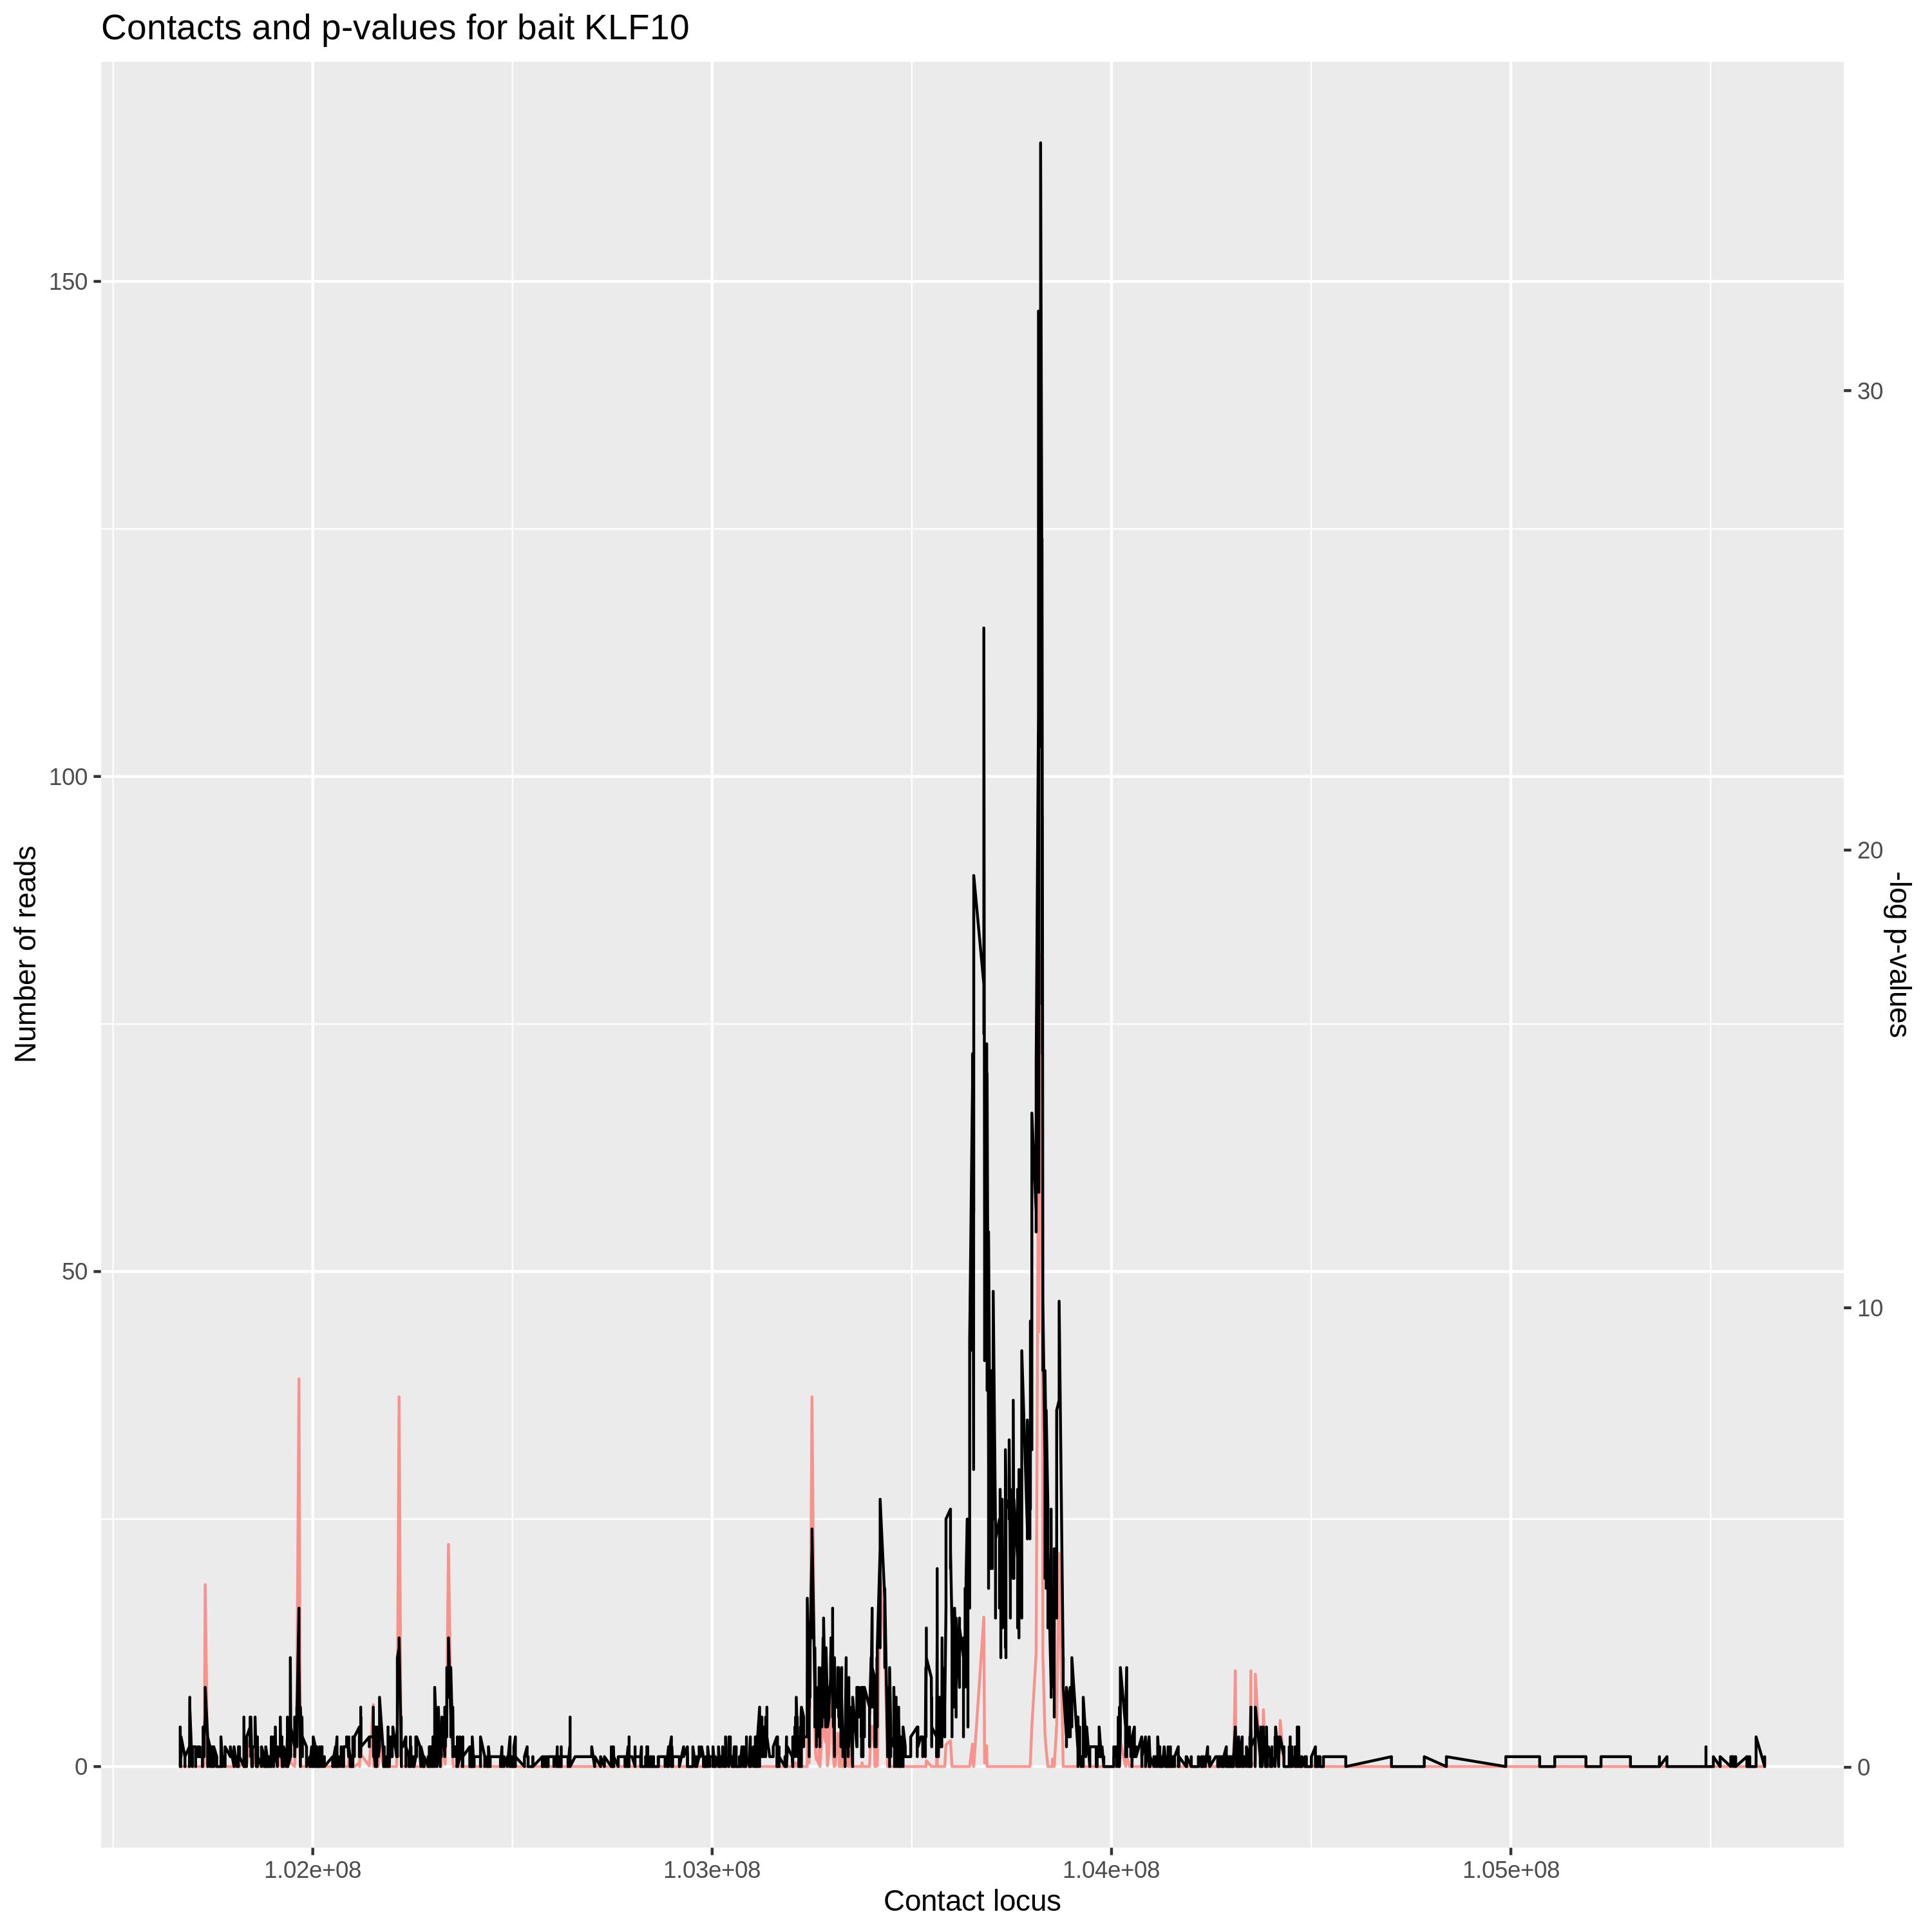 Contacts and p-values for bait KLF10
150
100
50
0
Number of reads
30
20
10
0
-log p-values
1.02e+08 1.03e+08 1.04e+08 1.05e+08
Contact locus